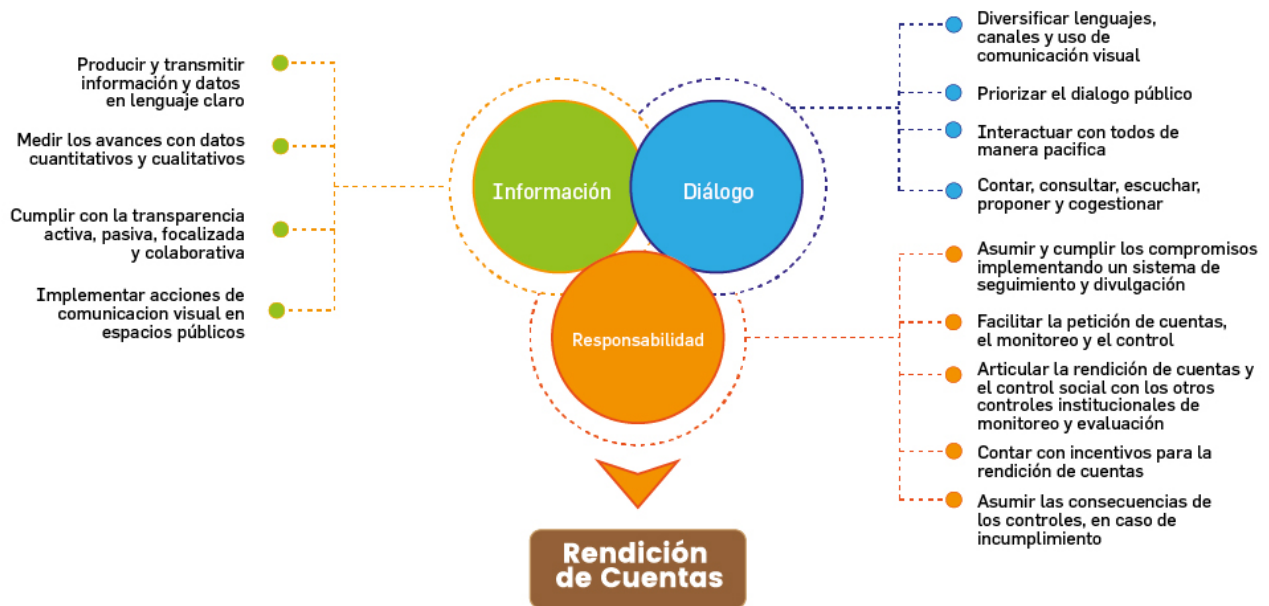 Producir y transmitir
información y datos
en lenguaje claro
Medir los avances con datos
cuantitativos y cualitativos
Cumplir con la transparencia
activa, pasiva, focalizada
y colaborativa
Implementar acciones de
comunicacion visual en
espacios públicos
Información
Diálogo
Responsabilidad
Diversificar lenguajes,
canales y uso de
comunicación visual
Priorizar el dialogo público
Interactuar con todos de
manera pacifica
Contar, consultar, escuchar,
proponer y cogestionar
Asumir y cumplir los compromisos
implementando un sistema de
seguimiento y divulgación
Facilitar la petición de cuentas,
el monitoreo y el control
Articular la rendición de cuentas y
el control social con los otros
controles institucionales de
monitoreo y evaluación
Contar con incentivos para la
rendición de cuentas
Asumir las consecuencias de
los controles, en caso de
incumplimiento
Rendición
de Cuentas